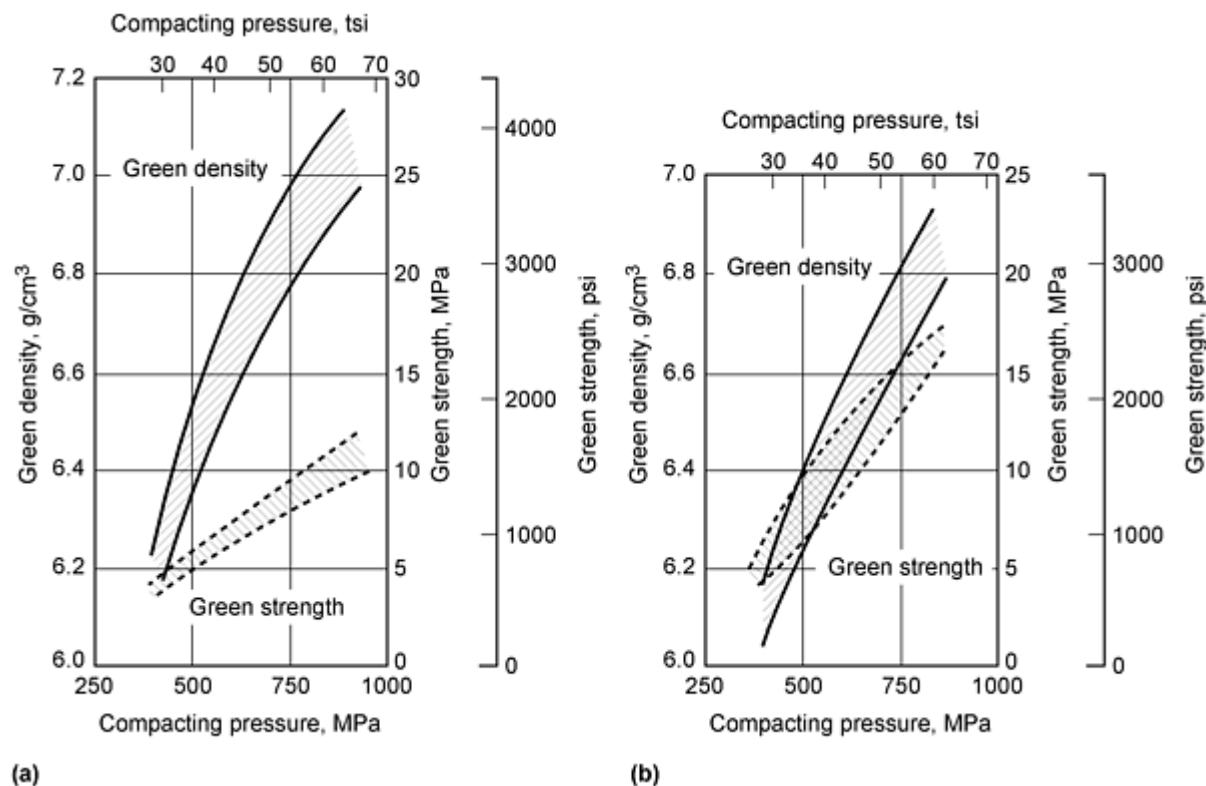 Compacting pressure, tsi
30 40 50 60 70
7.2
7.0
6.8
6.6
6.4
6.2
6.0
Green density, g/cm³
Green density
Green strength
30
25
20
15
10
5
0
Green strength, MPa
4000
3000
2000
1000
0
Green strength, psi
250 500 750 1000
Compacting pressure, MPa
(a)
Compacting pressure, tsi
30 40 50 60 70
7.0
6.8
6.6
6.4
6.2
6.0
Green density, g/cm³
Green density
Green strength
25
20
15
10
5
0
Green strength, MPa
3000
2000
1000
0
Green strength, psi
250 500 750 1000
Compacting pressure, MPa
(b)